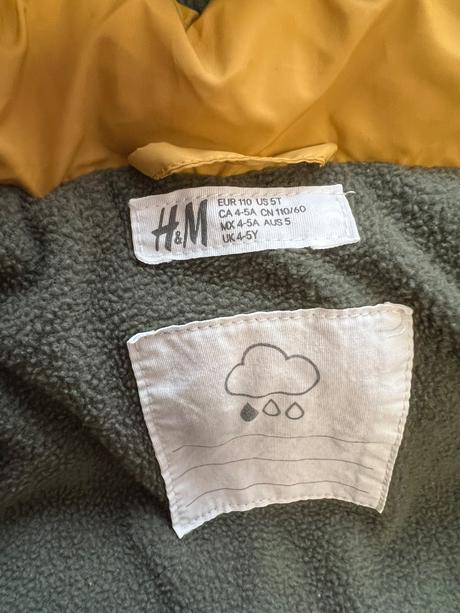 H&M
EUR 110 US 5T
CA 4-5A CN 110/60
MX 4-5A AUS 5
UK 4-5Y